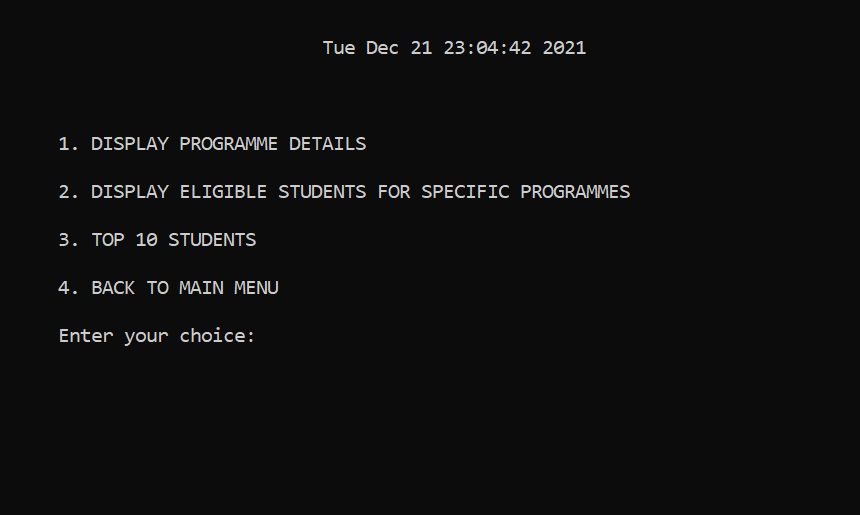 Tue Dec 21 23:04:42 2021
1. DISPLAY PROGRAMME DETAILS
2. DISPLAY ELIGIBLE STUDENTS FOR SPECIFIC PROGRAMMES
3. TOP 10 STUDENTS
4. BACK TO MAIN MENU
Enter your choice: